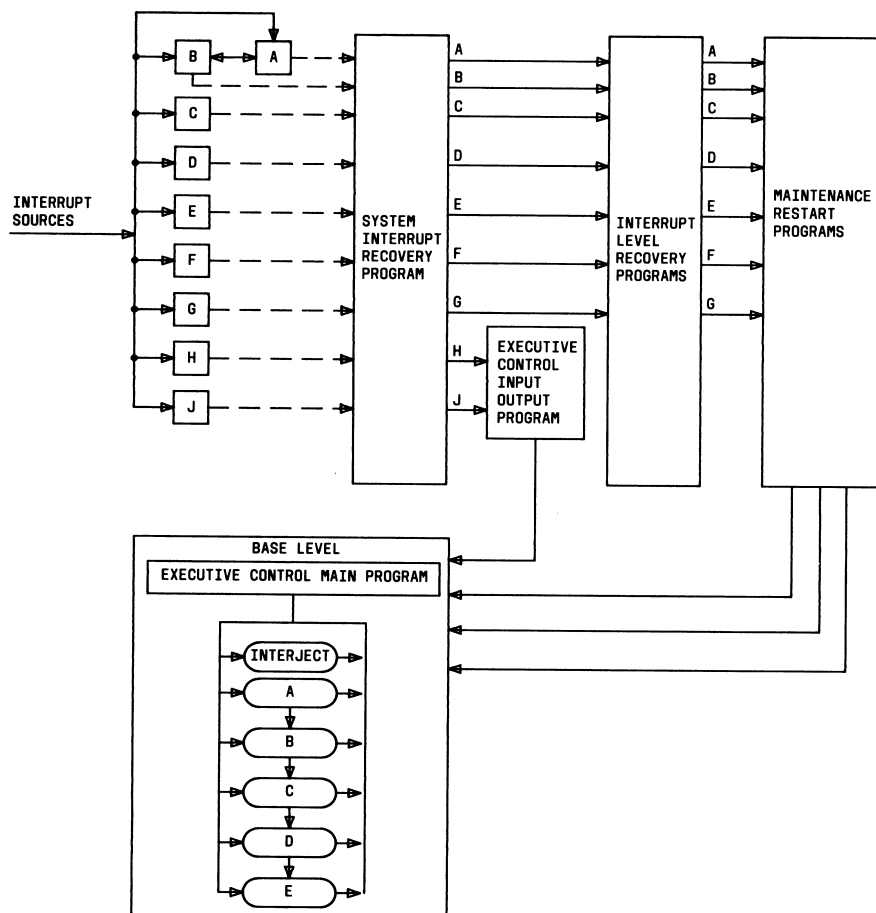 INTERRUPT
SOURCES
B
A
C
D
E
F
G
H
J
SYSTEM
INTERRUPT
RECOVERY
PROGRAM
A
B
C
D
E
F
G
H
J
EXECUTIVE
CONTROL
INPUT
OUTPUT
PROGRAM
INTERRUPT
LEVEL
RECOVERY
PROGRAMS
A
B
C
D
E
F
G
MAINTENANCE
RESTART
PROGRAMS
BASE LEVEL
EXECUTIVE CONTROL MAIN PROGRAM
INTERJECT
A
B
C
D
E